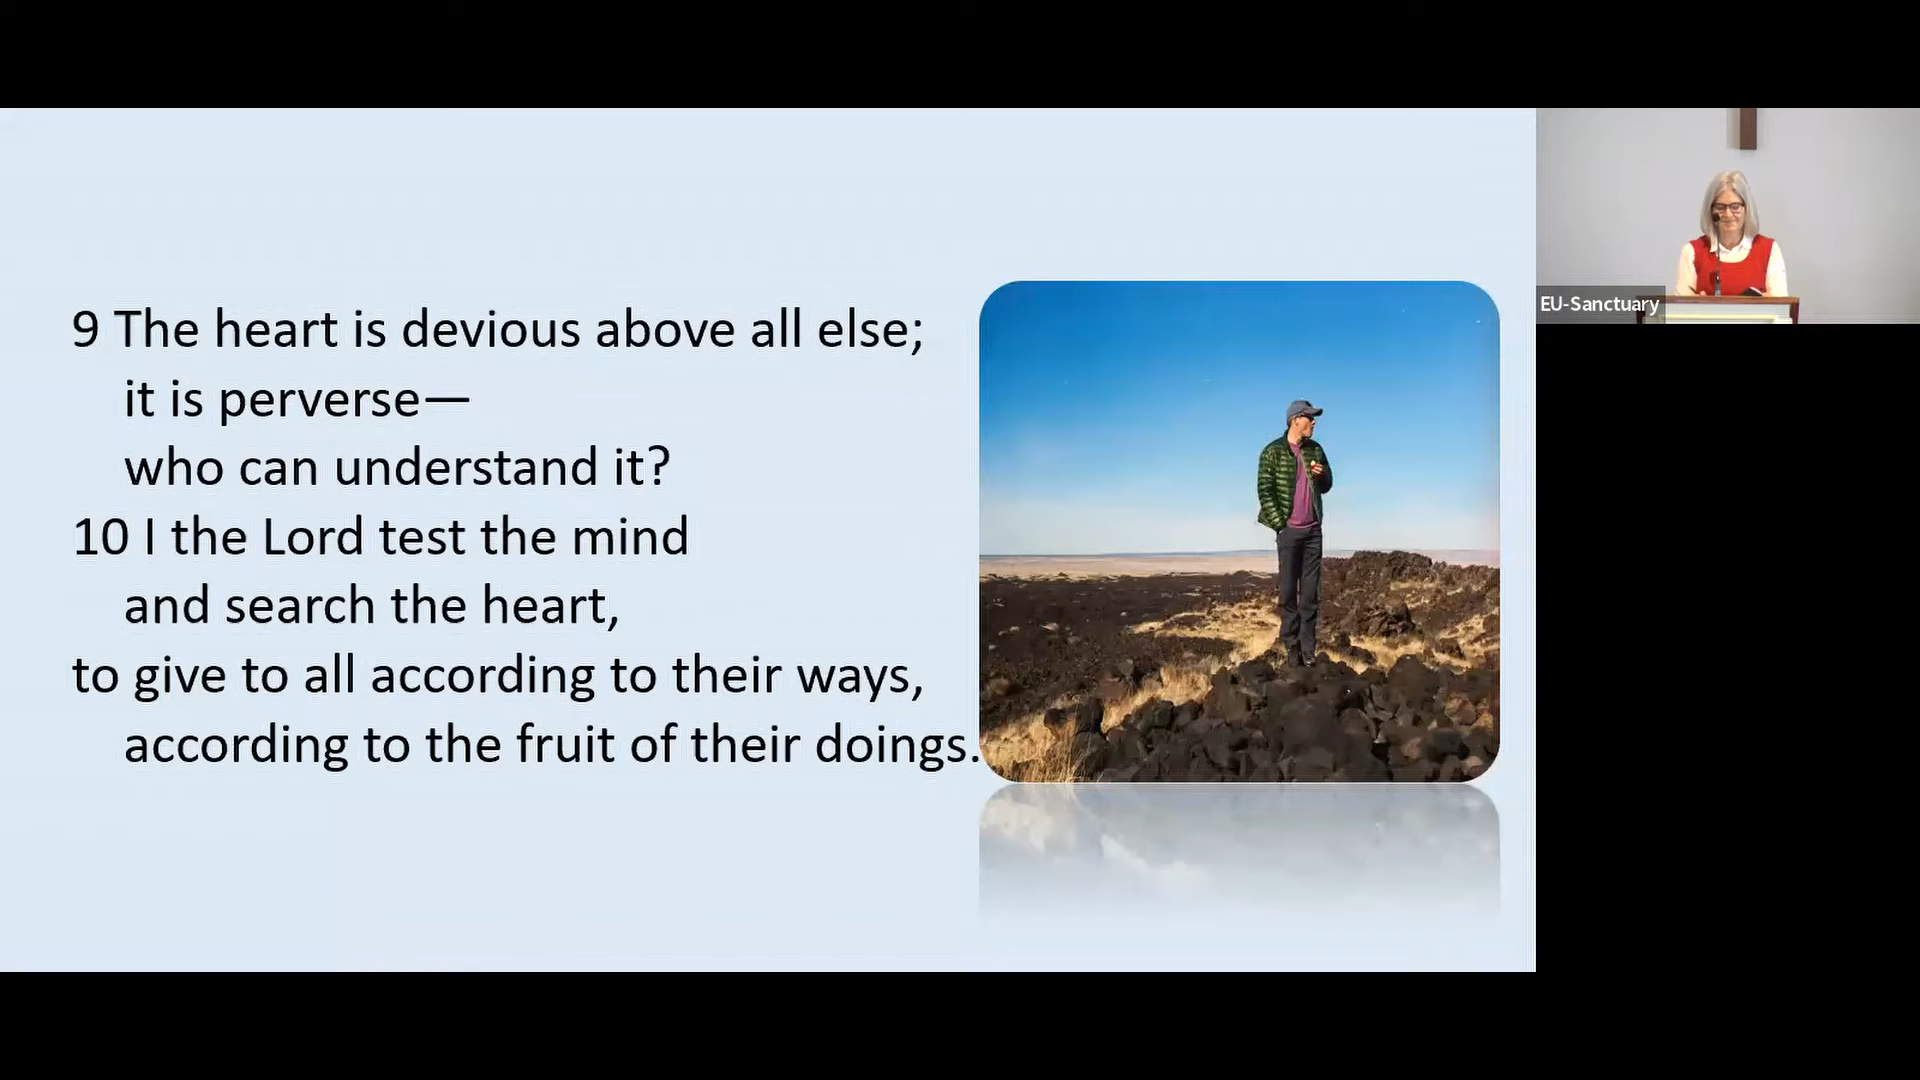 9 The heart is devious above all else;
it is perverse—
who can understand it?
10 I the Lord test the mind
and search the heart,
to give to all according to their ways,
according to the fruit of their doings.
EU-Sanctuary